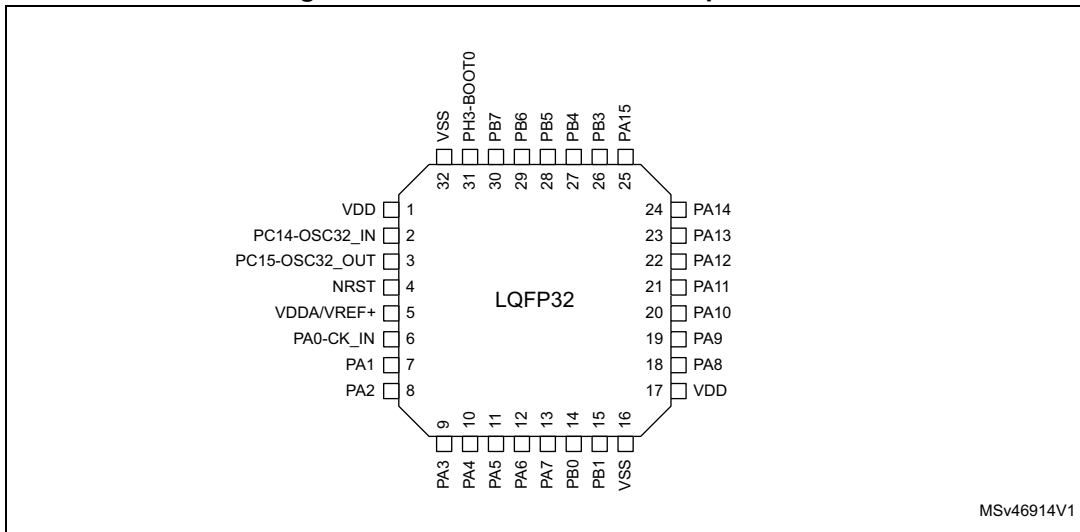 VSS
PH3-BOOT0
PB7
PB6
PB5
PB4
PB3
PA15
32
31
30
29
28
27
26
25
VDD 1
PC14-OSC32_IN 2
PC15-OSC32_OUT 3
NRST 4
VDDA/VREF+ 5
PA0-CK_IN 6
PA1 7
PA2 8
LQFP32
24 PA14
23 PA13
22 PA12
21 PA11
20 PA10
19 PA9
18 PA8
17 VDD
9
10
11
12
13
14
15
16
PA3
PA4
PA5
PA6
PA7
PB0
PB1
VSS
MSv46914V1